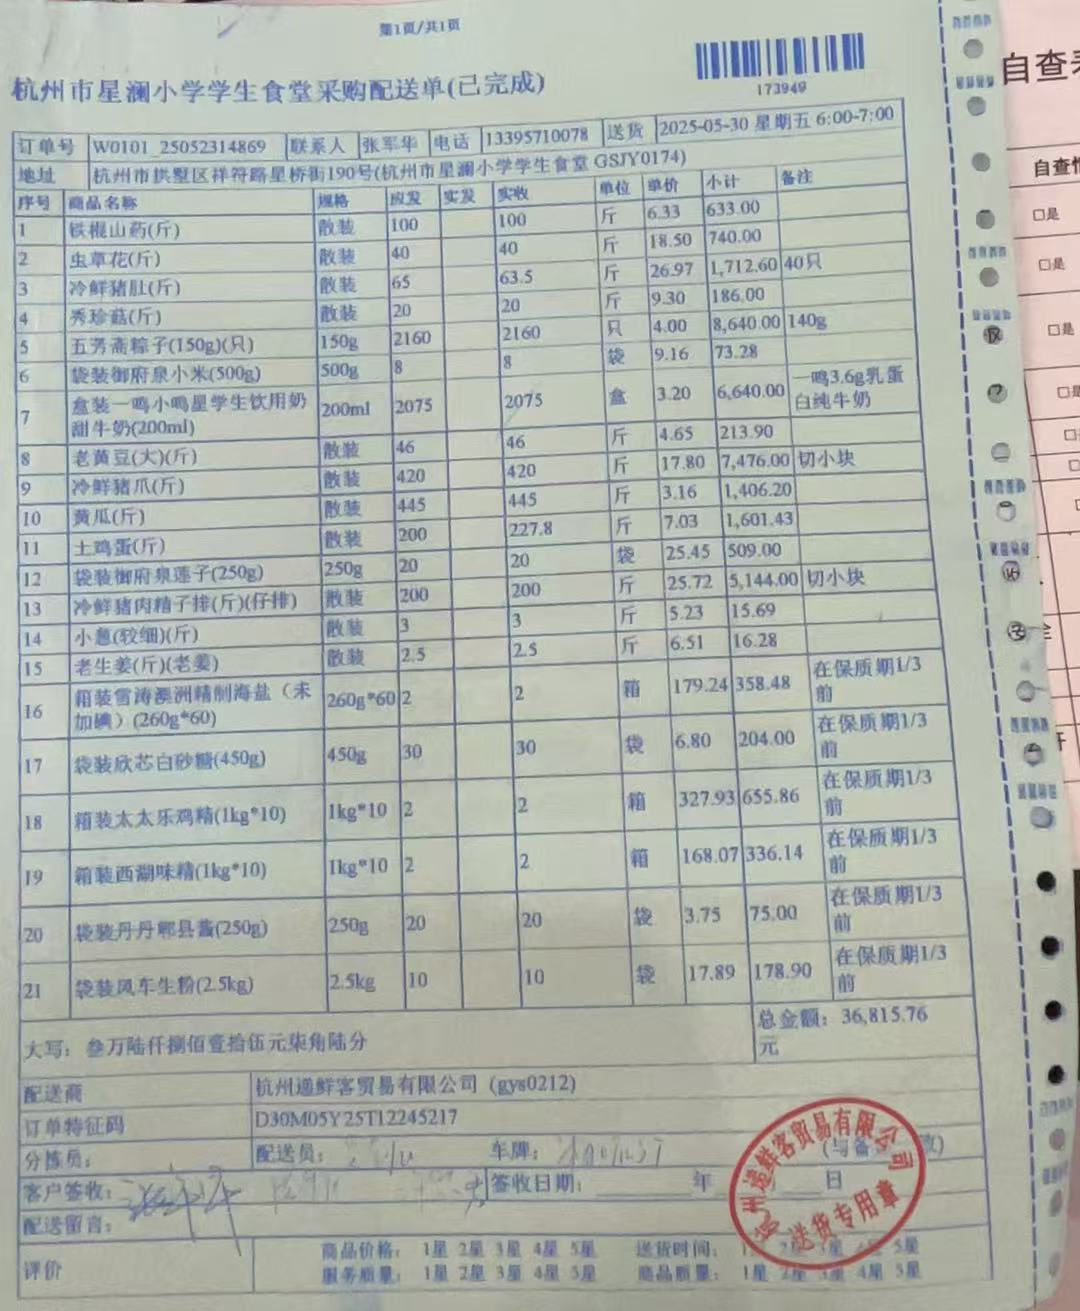 第1页/共1页
173949
杭州市星澜小学学生食堂采购配送单(已完成)
订单号 W0101_25052314869 联系人 张军华 电话 13395710078 送货 2025-05-30 星期五 6:00-7:00
地址 杭州市拱墅区祥符路星桥街190号(杭州市星澜小学学生食堂 GSJY0174)
序号 商品名称 规格 应发 实发 实收 单位 单价 小计 备注
1 铁棍山药(斤) 散装 100 100 斤 6.33 633.00
2 虫草花(斤) 散装 40 40 斤 18.50 740.00
3 冷鲜猪肚(斤) 散装 65 63.5 斤 26.97 1,712.60 40只
4 秀珍菇(斤) 散装 20 20 斤 9.30 186.00
5 五芳斋粽子(150g)(只) 150g 2160 2160 只 4.00 8,640.00 140g
6 袋装御府泉小米(500g) 500g 8 8 袋 9.16 73.28
7 盒装一鸣小鸣星学生饮用奶甜牛奶(200ml) 200ml 2075 2075 盒 3.20 6,640.00 一鸣3.6g乳蛋白纯牛奶
8 老黄豆(大)(斤) 散装 46 46 斤 4.65 213.90
9 冷鲜猪爪(斤) 散装 420 420 斤 17.80 7,476.00 切小块
10 黄瓜(斤) 散装 445 445 斤 3.16 1,406.20
11 土鸡蛋(斤) 散装 200 227.8 斤 7.03 1,601.43
12 袋装御府泉莲子(250g) 250g 20 20 袋 25.45 509.00
13 冷鲜猪肉精子排(斤)(仔排) 散装 200 200 斤 25.72 5,144.00 切小块
14 小葱(较细)(斤) 散装 3 3 斤 5.23 15.69
15 老生姜(斤)(老姜) 散装 2.5 2.5 斤 6.51 16.28
16 箱装雪涛澳洲精制海盐（未加碘）(260g*60) 260g*60 2 2 箱 179.24 358.48 在保质期1/3前
17 袋装欣芯白砂糖(450g) 450g 30 30 袋 6.80 204.00 在保质期1/3前
18 箱装太太乐鸡精(1kg*10) 1kg*10 2 2 箱 327.93 655.86 在保质期1/3前
19 箱装西湖味精(1kg*10) 1kg*10 2 2 箱 168.07 336.14 在保质期1/3前
20 袋装丹丹郫县酱(250g) 250g 20 20 袋 3.75 75.00 在保质期1/3前
21 袋装风车生粉(2.5kg) 2.5kg 10 10 袋 17.89 178.90 在保质期1/3前
大写：叁万陆仟捌佰壹拾伍元柒角陆分 总金额：36,815.76元
配送商 杭州递鲜客贸易有限公司 (gys0212)
订单特征码 D30M05Y25T12245217
分拣员： 配送员： 车牌：
客户签收： 签收日期： 年 日
配送留言：
评价 商品价格： 1星 2星 3星 4星 5星 送货时间： 1星 2星 3星 4星 5星
服务质量： 1星 2星 3星 4星 5星 商品质量： 1星 2星 3星 4星 5星
杭州递鲜客贸易有限公司
送货专用章
自查
自查
□是
□是
□是